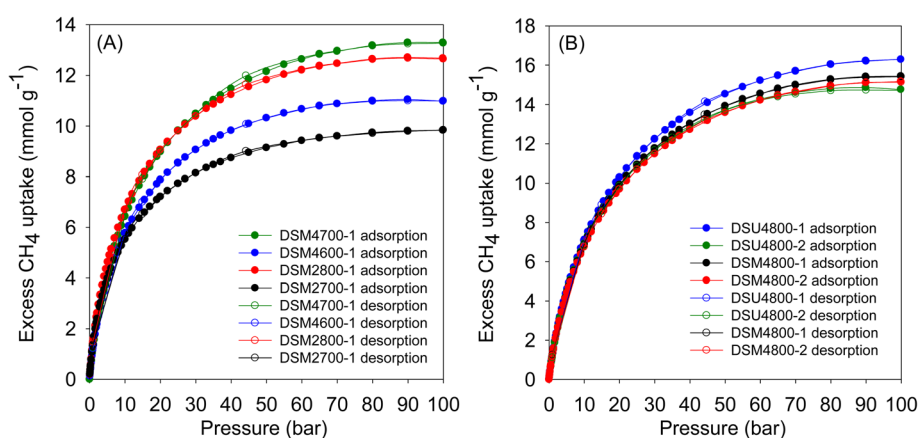 (A)
Excess CH4 uptake (mmol g-1)
14
12
10
8
6
4
2
0
DSM4700-1 adsorption
DSM4600-1 adsorption
DSM2800-1 adsorption
DSM2700-1 adsorption
DSM4700-1 desorption
DSM4600-1 desorption
DSM2800-1 desorption
DSM2700-1 desorption
0 10 20 30 40 50 60 70 80 90 100
Pressure (bar)
(B)
Excess CH4 uptake (mmol g-1)
18
16
14
12
10
8
6
4
2
0
DSU4800-1 adsorption
DSU4800-2 adsorption
DSM4800-1 adsorption
DSM4800-2 adsorption
DSU4800-1 desorption
DSU4800-2 desorption
DSM4800-1 desorption
DSM4800-2 desorption
0 10 20 30 40 50 60 70 80 90 100
Pressure (bar)